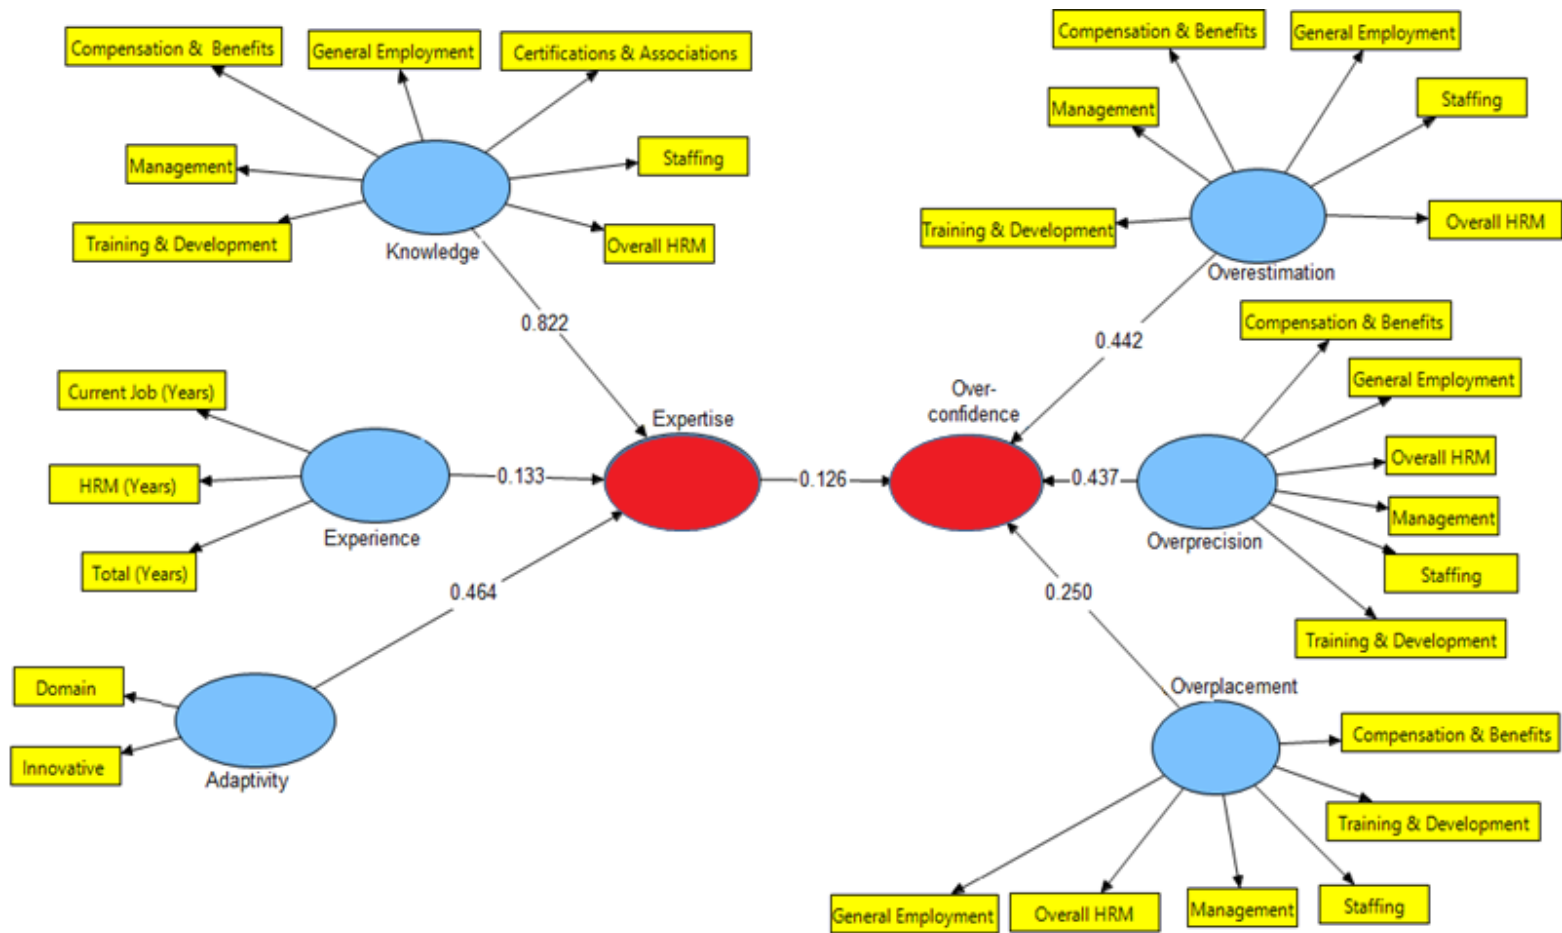 Compensation & Benefits
General Employment
Certifications & Associations
Management
Staffing
Training & Development
Overall HRM
Knowledge
0.822
Current Job (Years)
HRM (Years)
Total (Years)
Experience
0.133
Expertise
0.126
Over-
confidence
0.464
Domain
Innovative
Adaptivity
Compensation & Benefits
General Employment
Management
Staffing
Training & Development
Overall HRM
Overestimation
0.442
Compensation & Benefits
General Employment
Overall HRM
Management
Staffing
Training & Development
Overprecision
0.437
0.250
Overplacement
Compensation & Benefits
Training & Development
General Employment
Overall HRM
Management
Staffing